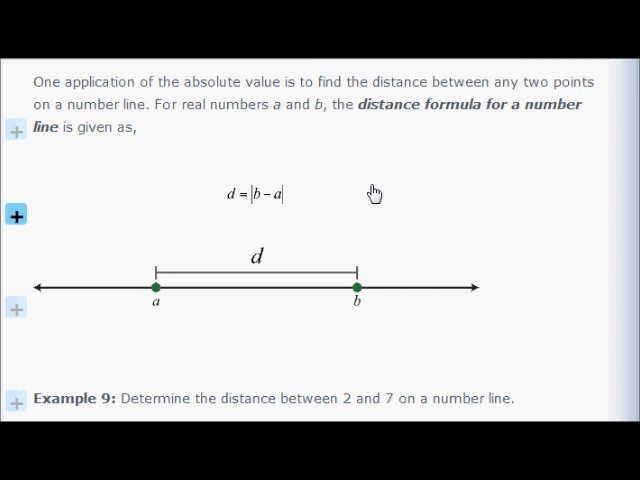 One application of the absolute value is to find the distance between any two points
on a number line. For real numbers a and b, the distance formula for a number
line is given as,
d = |b − a|
d
a b
Example 9: Determine the distance between 2 and 7 on a number line.